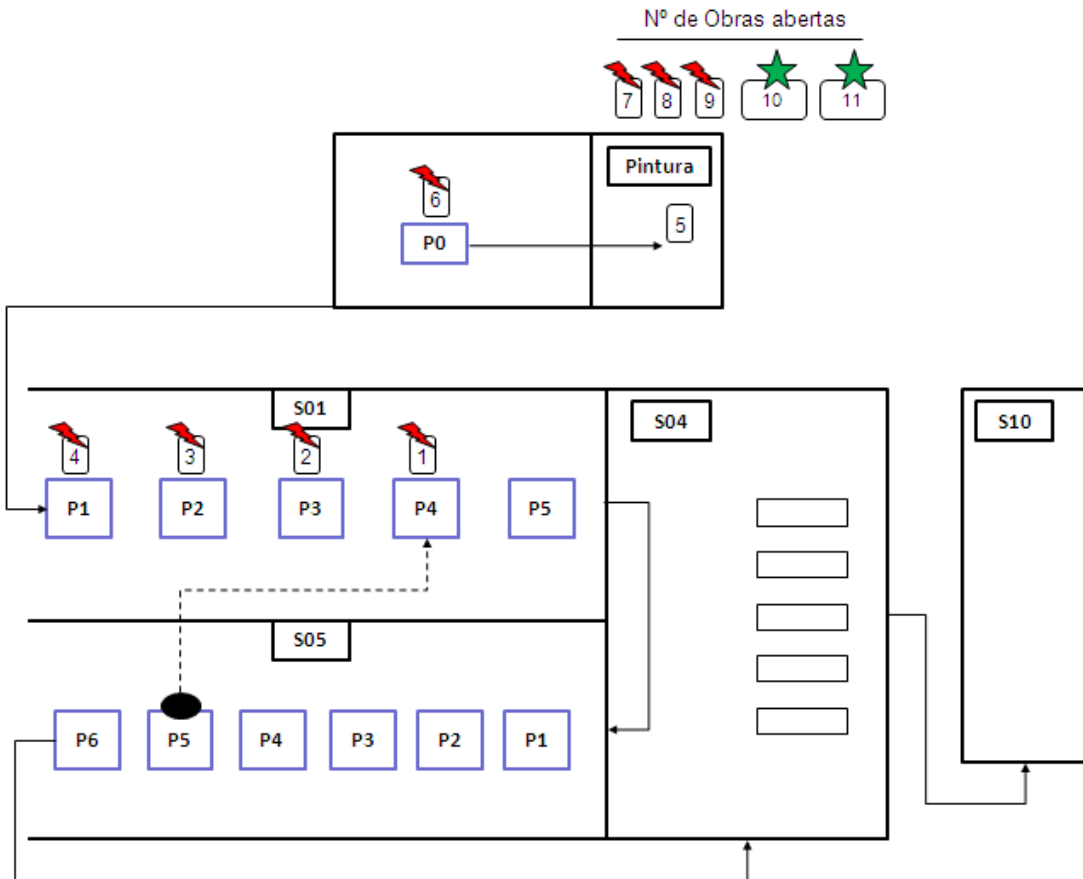 Nº de Obras abertas
7 8 9 10 11
Pintura
6
5
P0
S01
S04
S10
4 3 2 1
P1 P2 P3 P4 P5
S05
P6 P5 P4 P3 P2 P1